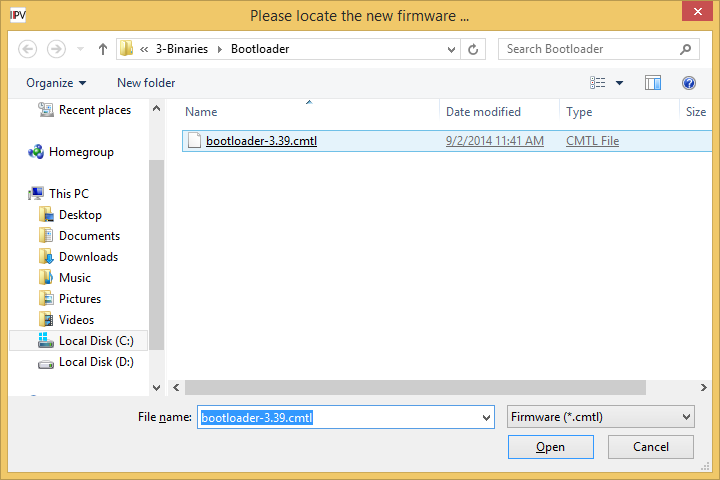 IPV Please locate the new firmware ...
« 3-Binaries Bootloader Search Bootloader
Organize New folder
Name Date modified Type Size
Recent places
bootloader-3.39.cmtl 9/2/2014 11:41 AM CMTL File
Homegroup
This PC
Desktop
Documents
Downloads
Music
Pictures
Videos
Local Disk (C:)
Local Disk (D:)
File name: bootloader-3.39.cmtl Firmware (*.cmtl)
Open Cancel